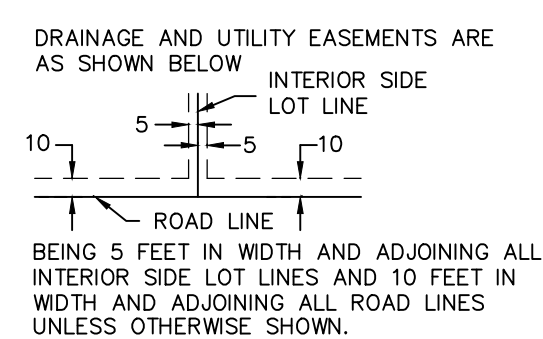 DRAINAGE AND UTILITY EASEMENTS ARE
AS SHOWN BELOW
INTERIOR SIDE
LOT LINE
5
10
5
10
ROAD LINE
BEING 5 FEET IN WIDTH AND ADJOINING ALL
INTERIOR SIDE LOT LINES AND 10 FEET IN
WIDTH AND ADJOINING ALL ROAD LINES
UNLESS OTHERWISE SHOWN.